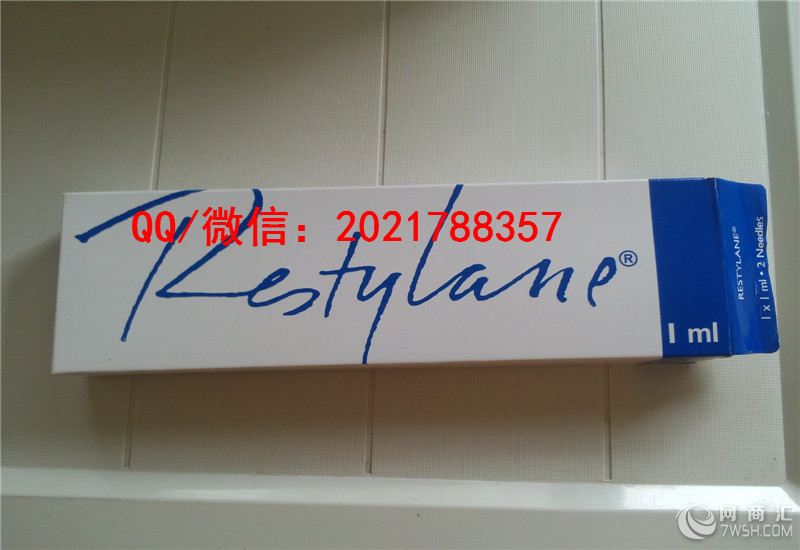 QQ/微信：2021788357
Restylane®
1 ml
RESTYLANE®
1 x 1 ml • 2 Needles
网商汇
7WSH.COM